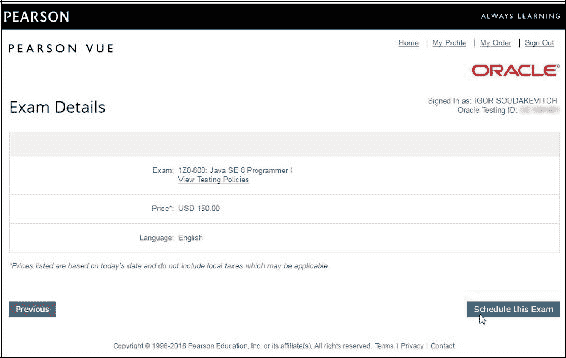 PEARSON
ALWAYS LEARNING
PEARSON VUE
Home | My Profile | My Order | Sign Out
ORACLE
Exam Details
Signed In as: IGOR SOUDAKEVITCH
Oracle Testing ID:
Exam: Java SE 8 Programmer I
View Testing Policies
Price*: USD 150.00
Language: English
*Prices listed are based on today's date and do not include local taxes which may be applicable
Previous
Schedule this Exam
Copyright © 1996-2015 Pearson Education, Inc. or its affiliate(s). All rights reserved. Terms | Privacy | Contact